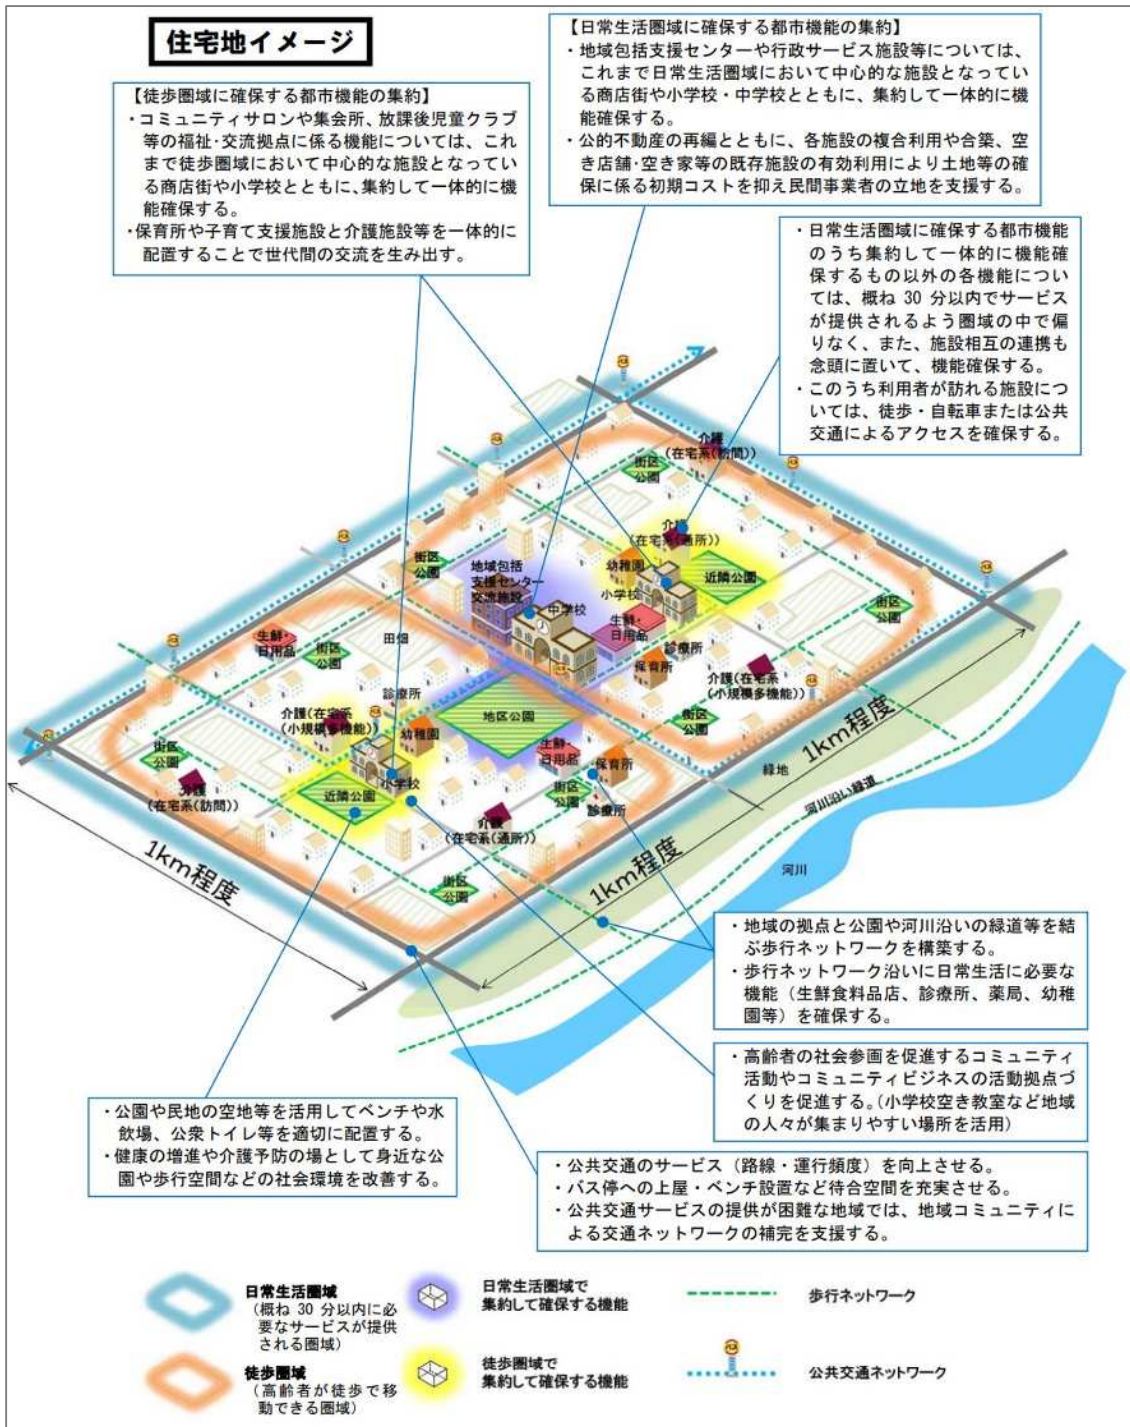 住宅地イメージ
【日常生活圏域に確保する都市機能の集約】
・地域包括支援センターや行政サービス施設等については、
これまで日常生活圏域において中心的な施設となっている
商店街や小学校・中学校とともに、集約して一体的に機
能確保する。
・公的不動産の再編とともに、各施設の複合利用や合築、空
き店舗・空き家等の既存施設の有効利用により土地等の確
保に係る初期コストを抑え民間事業者の立地を支援する。
【徒歩圏域に確保する都市機能の集約】
・コミュニティサロンや集会所、放課後児童クラブ
等の福祉・交流拠点に係る機能については、これ
まで徒歩圏域において中心的な施設となってい
る商店街や小学校とともに、集約して一体的に機
能確保する。
・保育所や子育て支援施設と介護施設等を一体的に
配置することで世代間の交流を生み出す。
・日常生活圏域に確保する都市機能
のうち集約して一体的に機能確
保するもの以外の各機能につい
ては、概ね 30 分以内でサービス
が提供されるよう圏域の中で偏
りなく、また、施設相互の連携も
念頭に置いて、機能確保する。
・このうち利用者が訪れる施設につ
いては、徒歩・自転車または公共
交通によるアクセスを確保する。
介護
(在宅系(訪問))
街区
公園
介護
(在宅系(通所))
街区
公園
地域包括
支援センター
交流施設
幼稚園
小学校
近隣公園
中学校
街区
公園
生鮮・
日用品
田畑
生鮮・
日用品
街区
公園
診療所
保育所
介護(在宅系
(小規模多機能))
診療所
介護(在宅系
(小規模多機能))
幼稚園
地区公園
街区
公園
1km程度
街区
公園
生鮮・
日用品
保育所
緑地
河川沿い緑道
小学校
介護
(在宅系(訪問))
近隣公園
街区
公園
診療所
介護
(在宅系(通所))
1km程度
1km程度
河川
街区
公園
・地域の拠点と公園や河川沿いの緑道等を結
ぶ歩行ネットワークを構築する。
・歩行ネットワーク沿いに日常生活に必要な
機能（生鮮食料品店、診療所、薬局、幼稚
園等）を確保する。
・高齢者の社会参画を促進するコミュニティ
活動やコミュニティビジネスの活動拠点づ
くりを促進する。(小学校空き教室など地域
の人々が集まりやすい場所を活用)
・公園や民地の空地等を活用してベンチや水
飲場、公衆トイレ等を適切に配置する。
・健康の増進や介護予防の場として身近な公
園や歩行空間などの社会環境を改善する。
・公共交通のサービス（路線・運行頻度）を向上させる。
・バス停への上屋・ベンチ設置など待合空間を充実させる。
・公共交通サービスの提供が困難な地域では、地域コミュニティに
よる交通ネットワークの補完を支援する。
日常生活圏域
（概ね 30 分以内に必
要なサービスが提供
される圏域）
日常生活圏域で
集約して確保する機能
歩行ネットワーク
徒歩圏域
（高齢者が徒歩で移
動できる圏域）
徒歩圏域で
集約して確保する機能
公共交通ネットワーク